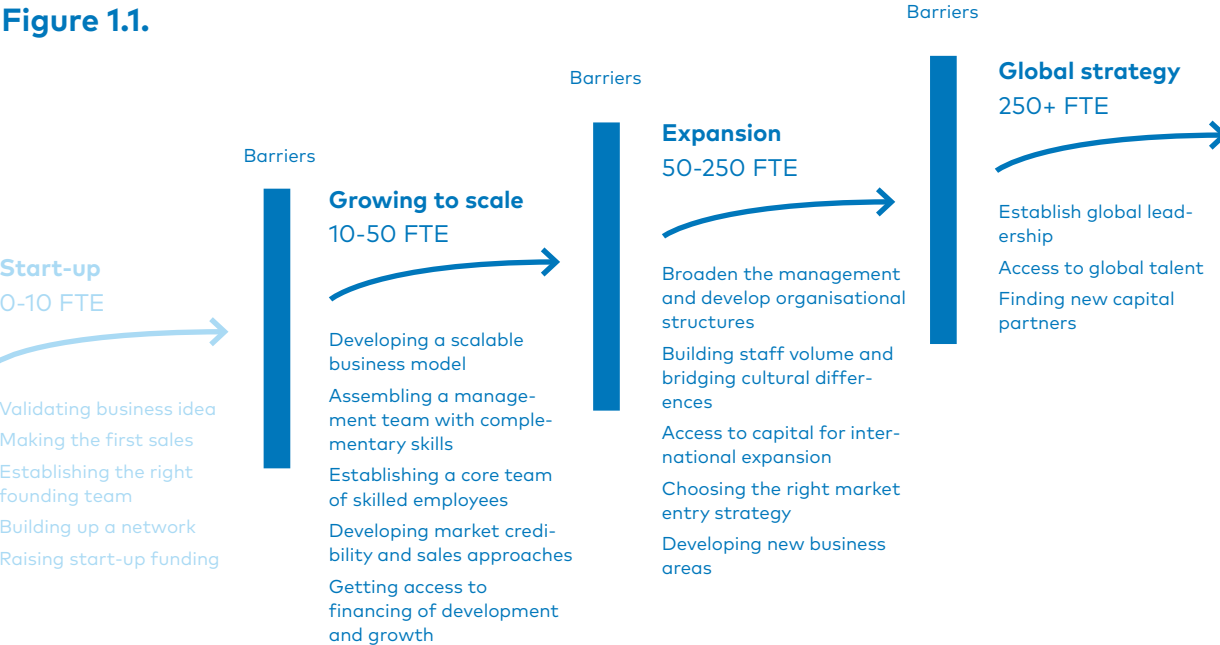 Figure 1.1.
Start-up
0-10 FTE
Validating business idea
Making the first sales
Establishing the right
founding team
Building up a network
Raising start-up funding
Barriers
Growing to scale
10-50 FTE
Developing a scalable
business model
Assembling a manage-
ment team with comple-
mentary skills
Establishing a core team
of skilled employees
Developing market credi-
bility and sales approaches
Getting access to
financing of development
and growth
Barriers
Expansion
50-250 FTE
Broaden the management
and develop organisational
structures
Building staff volume and
bridging cultural differ-
ences
Access to capital for inter-
national expansion
Choosing the right market
entry strategy
Developing new business
areas
Barriers
Global strategy
250+ FTE
Establish global lead-
ership
Access to global talent
Finding new capital
partners